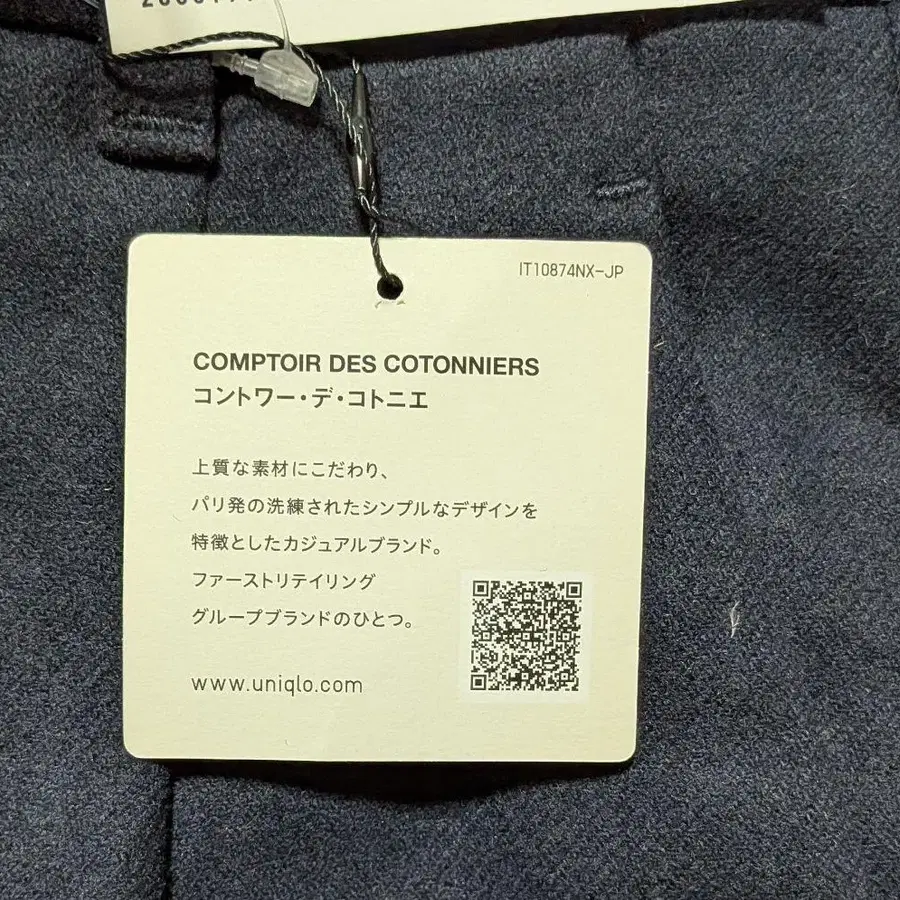 IT10874NX-JP
COMPTOIR DES COTONNIERS
コントワー・デ・コトニエ
上質な素材にこだわり、
パリ発の洗練されたシンプルなデザインを
特徴としたカジュアルブランド。
ファーストリテイリング
グループブランドのひとつ。
www.uniqlo.com